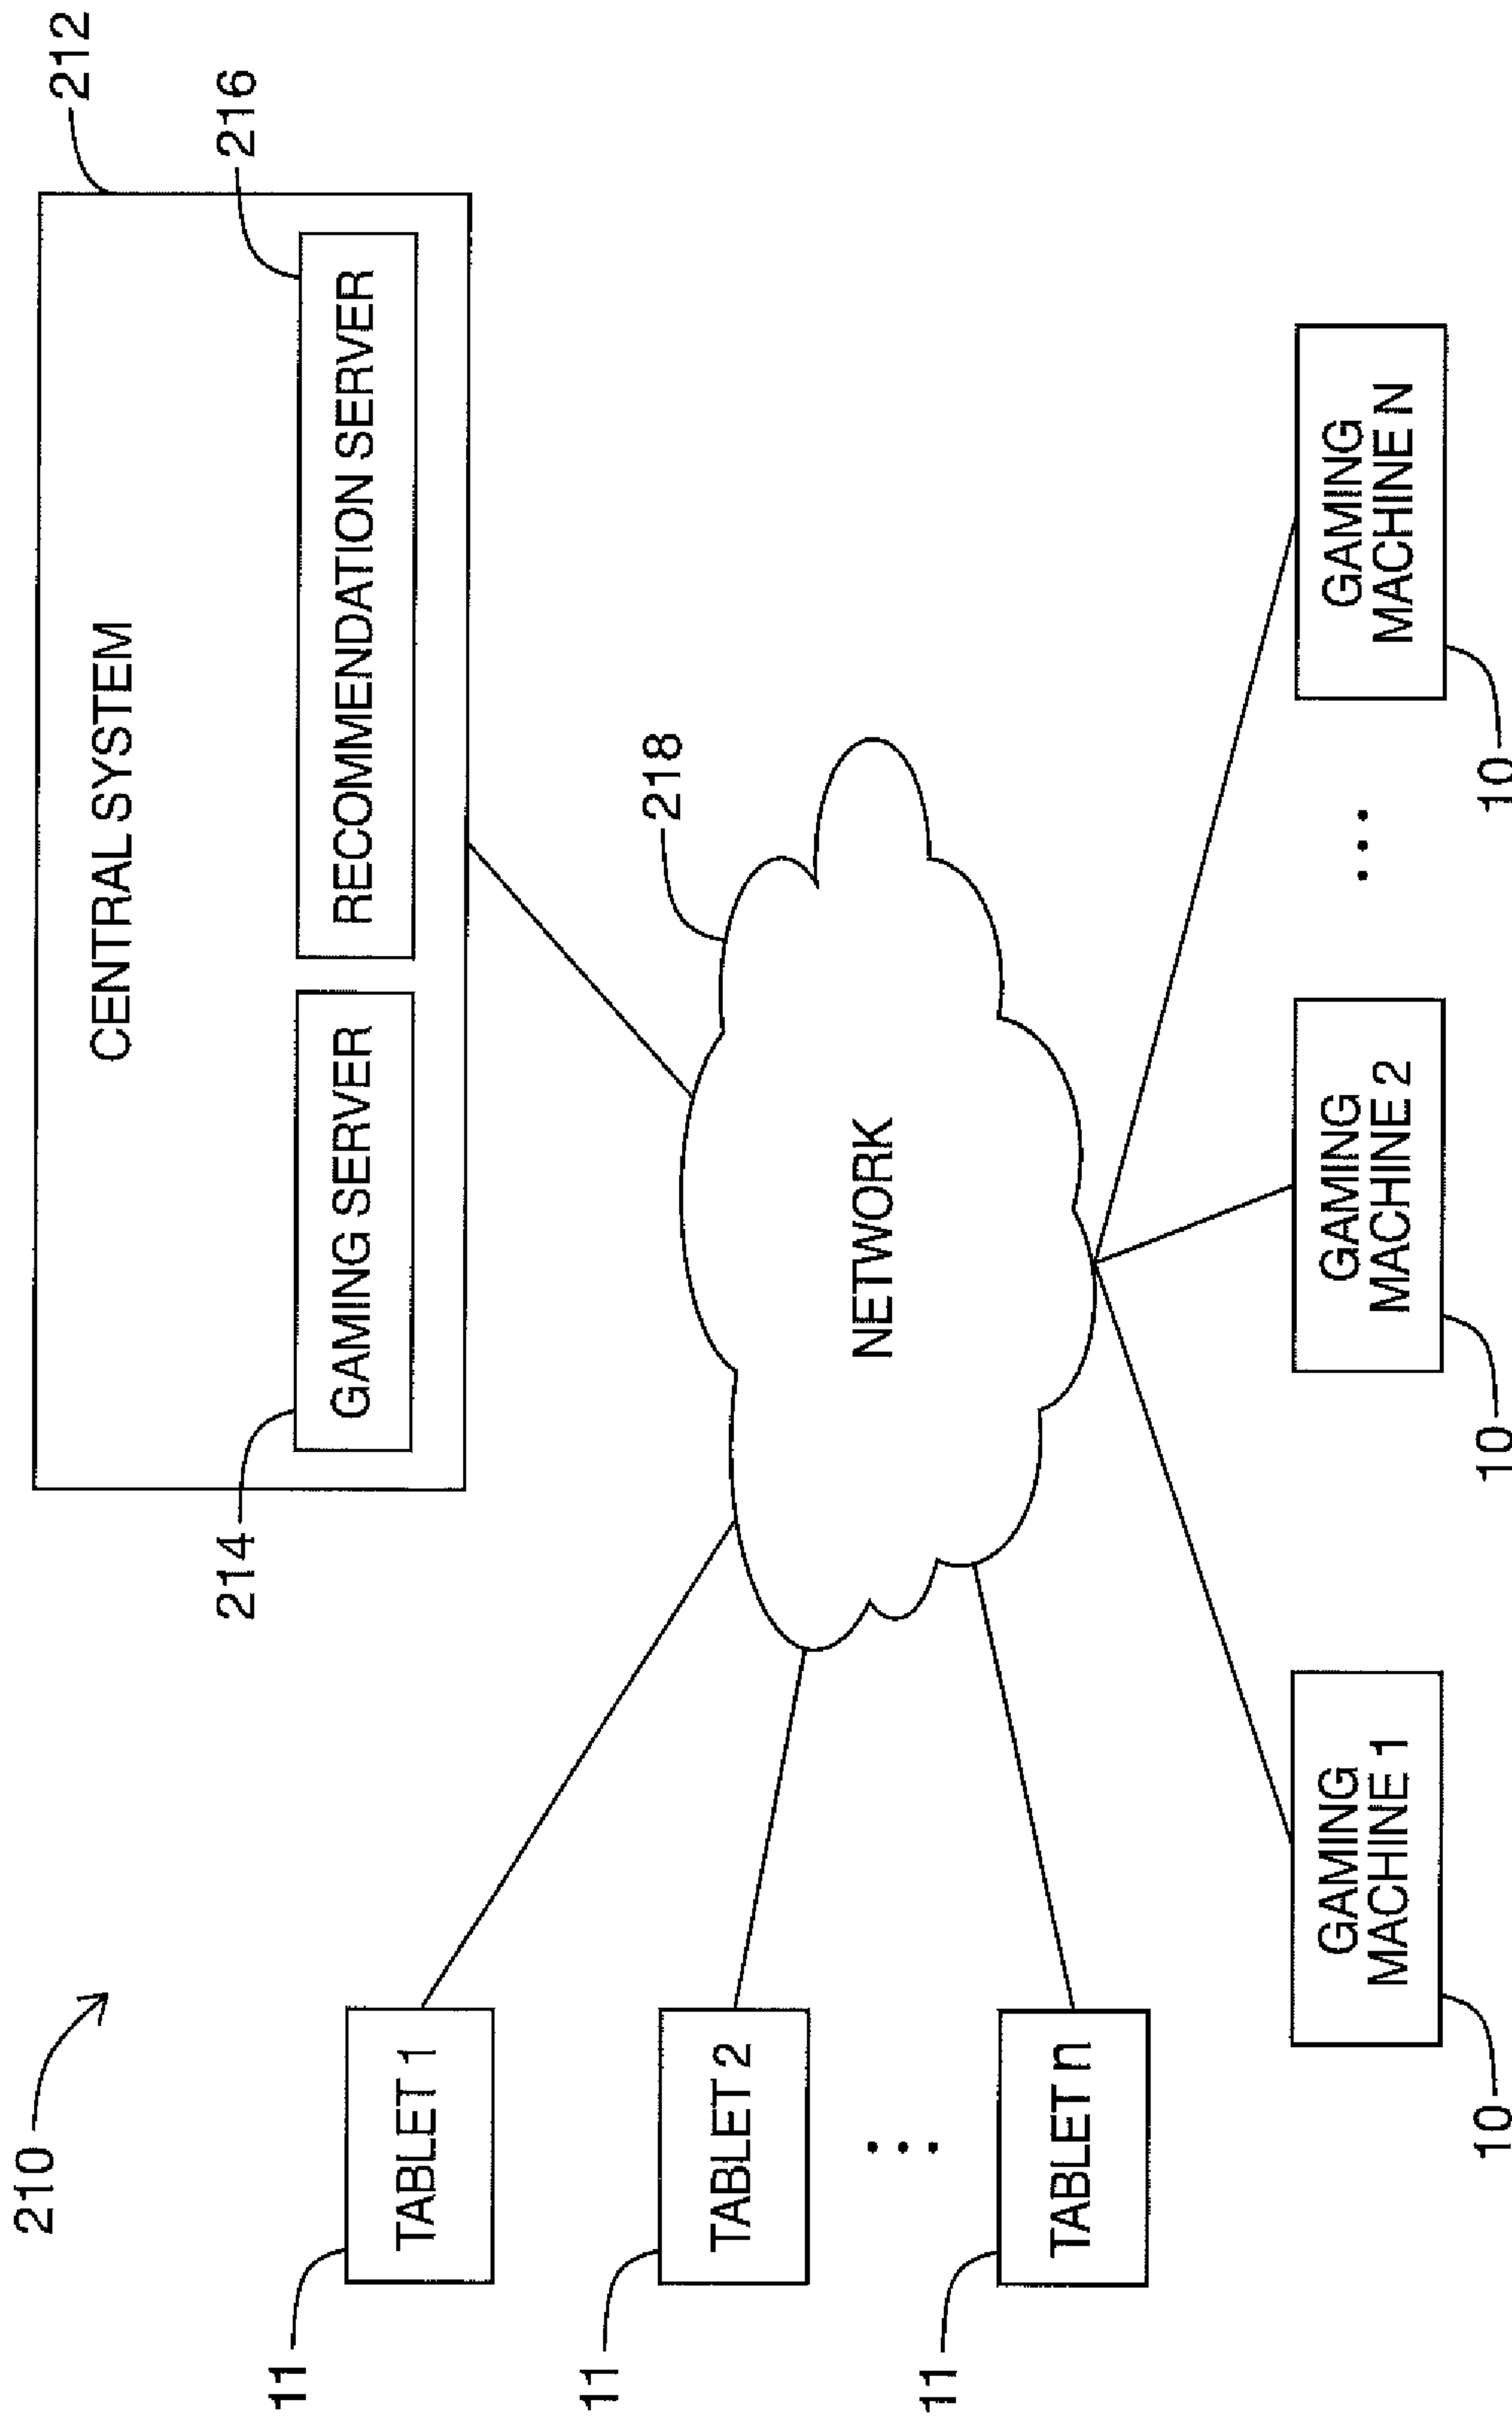 210
212
CENTRAL SYSTEM
214
GAMING SERVER
RECOMMENDATION SERVER
216
11
TABLET 1
11
TABLET 2
11
TABLET n
218
NETWORK
GAMING
MACHINE 1
10
GAMING
MACHINE 2
10
GAMING
MACHINE N
10